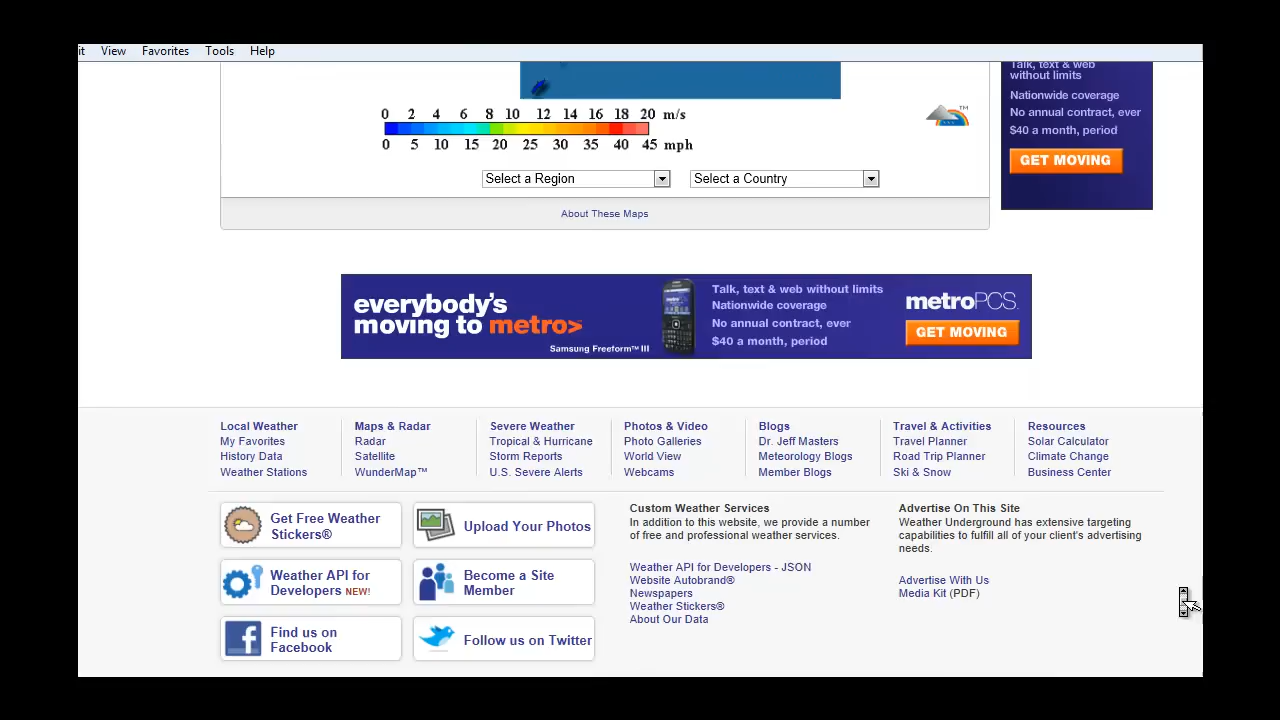 it View Favorites Tools Help
Talk, text & web
without limits
Nationwide coverage
No annual contract, ever
$40 a month, period
GET MOVING
0 2 4 6 8 10 12 14 16 18 20 m/s
0 5 10 15 20 25 30 35 40 45 mph
TM
Select a Region
Select a Country
About These Maps
everybody's
moving to metro>
Samsung Freeform™ III
Talk, text & web without limits
Nationwide coverage
No annual contract, ever
$40 a month, period
metroPCS.
GET MOVING
Local Weather
My Favorites
History Data
Weather Stations
Maps & Radar
Radar
Satellite
WunderMap™
Severe Weather
Tropical & Hurricane
Storm Reports
U.S. Severe Alerts
Photos & Video
Photo Galleries
World View
Webcams
Blogs
Dr. Jeff Masters
Meteorology Blogs
Member Blogs
Travel & Activities
Travel Planner
Road Trip Planner
Ski & Snow
Resources
Solar Calculator
Climate Change
Business Center
Get Free Weather
Stickers®
Upload Your Photos
Weather API for
Developers NEW!
Become a Site
Member
Find us on
Facebook
Follow us on Twitter
Custom Weather Services
In addition to this website, we provide a number
of free and professional weather services.
Weather API for Developers - JSON
Website Autobrand®
Newspapers
Weather Stickers®
About Our Data
Advertise On This Site
Weather Underground has extensive targeting
capabilities to fulfill all of your client's advertising
needs.
Advertise With Us
Media Kit (PDF)